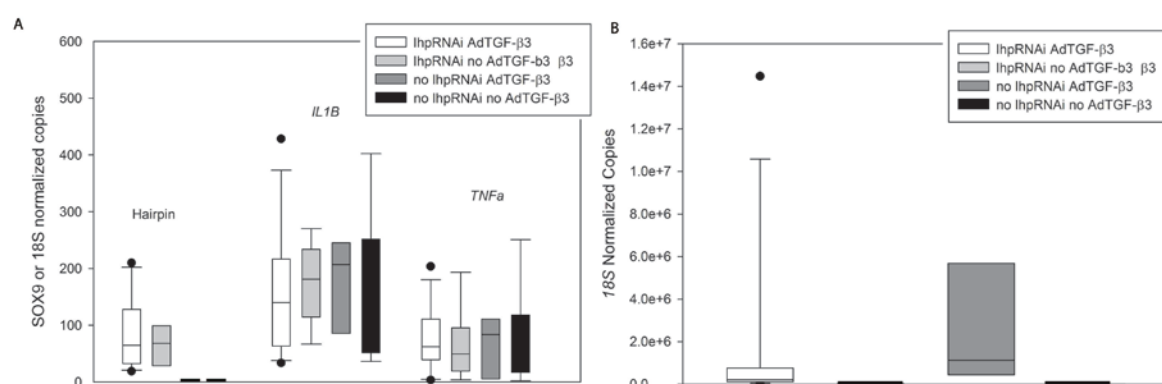 A
SOX9 or 18S normalized copies
600
500
400
300
200
100
0
IhpRNAi AdTGF-β3
IhpRNAi no AdTGF-b3 β3
no IhpRNAi AdTGF-β3
no IhpRNAi no AdTGF-β3
Hairpin
IL1B
TNFa
B
18S Normalized Copies
1.6e+7
1.4e+7
1.2e+7
1.0e+7
8.0e+6
6.0e+6
4.0e+6
2.0e+6
0.0
IhpRNAi AdTGF-β3
IhpRNAi no AdTGF-b3 β3
no IhpRNAi AdTGF-β3
no IhpRNAi no AdTGF-β3